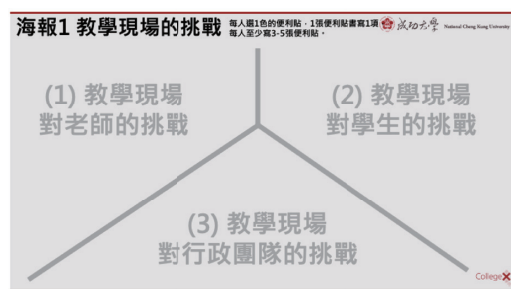 海報1 教學現場的挑戰
每人選1色的便利貴，1張便利貼書寫1項
每人至少寫3-5張便利貼。
成功大學
National Cheng Kung University
(1) 教學現場
對老師的挑戰
(2) 教學現場
對學生的挑戰
(3) 教學現場
對行政團隊的挑戰
CollegeX